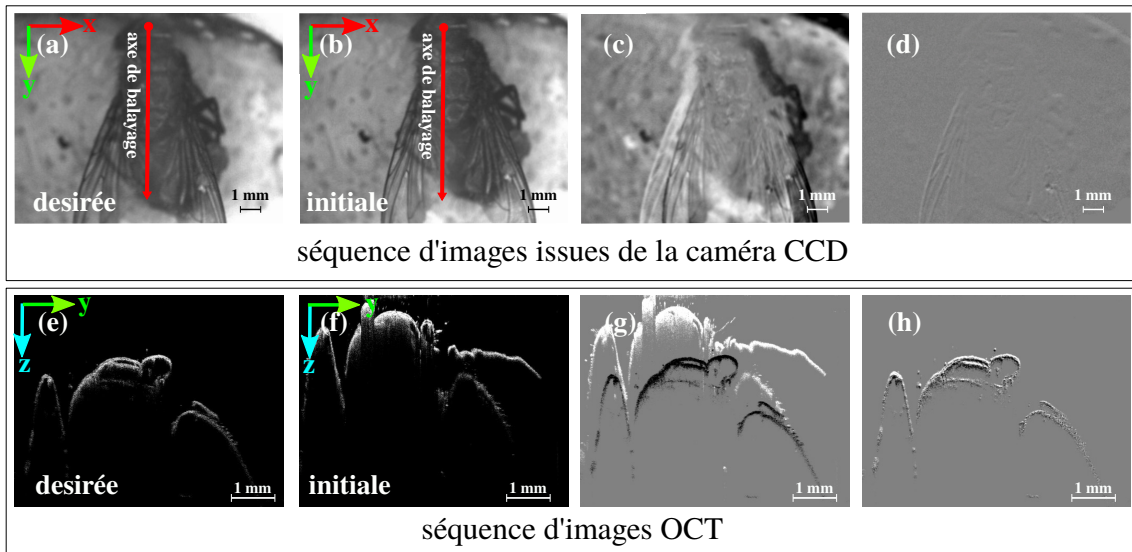 (a)
x
y
axe de balayage
desirée
1 mm
(b)
x
y
axe de balayage
initiale
1 mm
(c)
1 mm
(d)
1 mm
séquence d'images issues de la caméra CCD
(e)
y
z
desirée
1 mm
(f)
y
z
initiale
1 mm
(g)
1 mm
(h)
1 mm
séquence d'images OCT